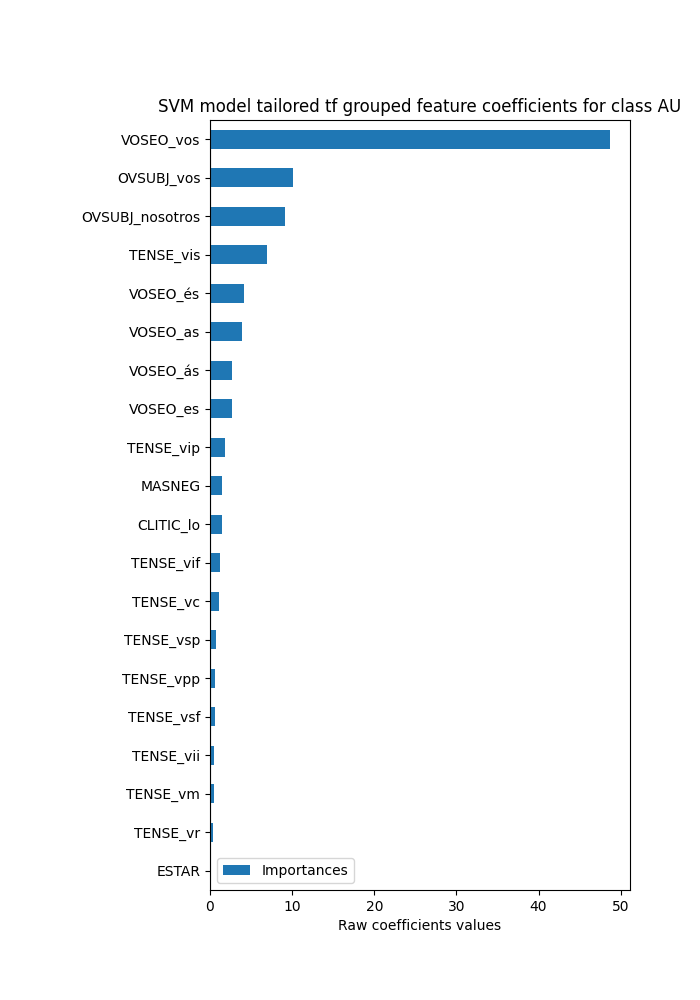 SVM model tailored tf grouped feature coefficients for class AU
VOSEO_vos
OVSUBJ_vos
OVSUBJ_nosotros
TENSE_vis
VOSEO_és
VOSEO_as
VOSEO_ás
VOSEO_es
TENSE_vip
MASNEG
CLITIC_lo
TENSE_vif
TENSE_vc
TENSE_vsp
TENSE_vpp
TENSE_vsf
TENSE_vii
TENSE_vm
TENSE_vr
ESTAR
Importances
0 10 20 30 40 50
Raw coefficients values